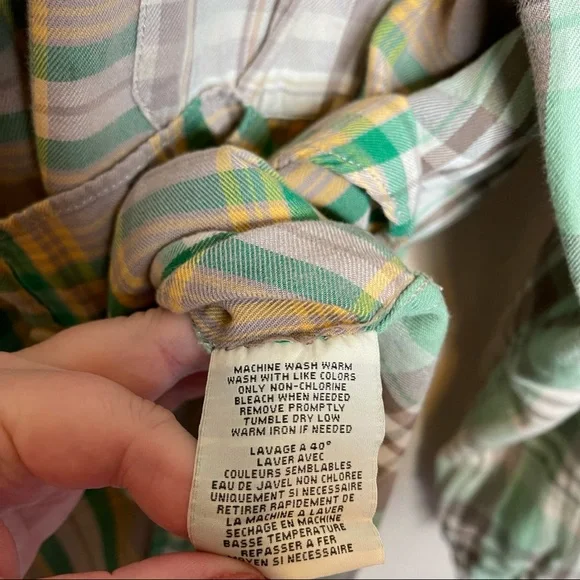 MACHINE WASH WARM
WASH WITH LIKE COLORS
ONLY NON-CHLORINE
BLEACH WHEN NEEDED
REMOVE PROMPTLY
TUMBLE DRY LOW
WARM IRON IF NEEDED
LAVAGE A 40°
LAVER AVEC
COULEURS SEMBLABLES
EAU DE JAVEL NON CHLOREE
UNIQUEMENT SI NECESSAIRE
RETIRER RAPIDEMENT DE
LA MACHINE A LAVER
SECHAGE EN MACHINE
BASSE TEMPERATURE
REPASSER A FER
MOYEN SI NECESSAIRE